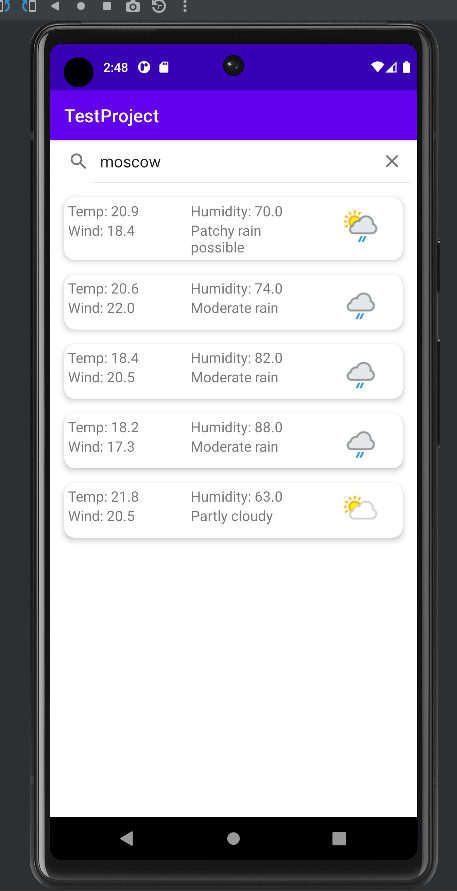 2:48
TestProject
moscow
Temp: 20.9 Humidity: 70.0
Wind: 18.4 Patchy rain
possible
Temp: 20.6 Humidity: 74.0
Wind: 22.0 Moderate rain
Temp: 18.4 Humidity: 82.0
Wind: 20.5 Moderate rain
Temp: 18.2 Humidity: 88.0
Wind: 17.3 Moderate rain
Temp: 21.8 Humidity: 63.0
Wind: 20.5 Partly cloudy